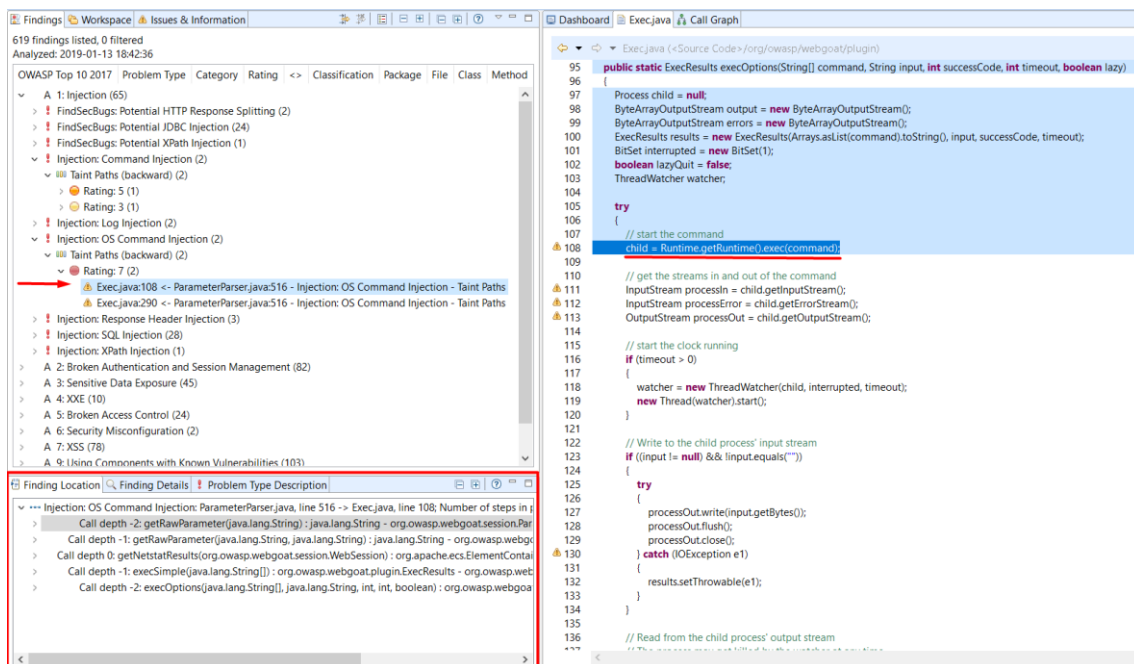 Findings Workspace Issues & Information
619 findings listed, 0 filtered
Analyzed: 2019-01-13 18:42:36
OWASP Top 10 2017 Problem Type Category Rating <> Classification Package File Class Method
A 1: Injection (65)
FindSecBugs: Potential HTTP Response Splitting (2)
FindSecBugs: Potential JDBC Injection (24)
FindSecBugs: Potential XPath Injection (1)
Injection: Command Injection (2)
Taint Paths (backward) (2)
Rating: 5 (1)
Rating: 3 (1)
Injection: Log Injection (2)
Injection: OS Command Injection (2)
Taint Paths (backward) (2)
Rating: 7 (2)
Exec.java:108 <- ParameterParser.java:516 - Injection: OS Command Injection - Taint Paths
Exec.java:290 <- ParameterParser.java:516 - Injection: OS Command Injection - Taint Paths
Injection: Response Header Injection (3)
Injection: SQL Injection (28)
Injection: XPath Injection (1)
A 2: Broken Authentication and Session Management (82)
A 3: Sensitive Data Exposure (45)
A 4: XXE (10)
A 5: Broken Access Control (24)
A 6: Security Misconfiguration (2)
A 7: XSS (78)
A 9: Using Components with Known Vulnerabilities (103)
Finding Location Finding Details Problem Type Description
Injection: OS Command Injection: ParameterParser.java, line 516 -> Exec.java, line 108; Number of steps in
Call depth -2: getRawParameter(java.lang.String) : java.lang.String - org.owasp.webgoat.session.Par
Call depth -1: getRawParameter(java.lang.String, java.lang.String) : java.lang.String - org.owasp.webg
Call depth 0: getNetstatResults(org.owasp.webgoat.session.WebSession) : org.apache.ecs.ElementContai
Call depth -1: execSimple(java.lang.String[]) : org.owasp.webgoat.plugin.ExecResults - org.owasp.web
Call depth -2: execOptions(java.lang.String[], java.lang.String, int, int, boolean) : org.owasp.webgoa
Dashboard Exec.java Call Graph
Exec.java (<Source Code>/org/owasp/webgoat/plugin)
95 public static ExecResults execOptions(String[] command, String input, int successCode, int timeout, boolean lazy)
96 {
97 Process child = null;
98 ByteArrayOutputStream output = new ByteArrayOutputStream();
99 ByteArrayOutputStream errors = new ByteArrayOutputStream();
100 ExecResults results = new ExecResults(Arrays.asList(command).toString(), input, successCode, timeout);
101 BitSet interrupted = new BitSet(1);
102 boolean lazyQuit = false;
103 ThreadWatcher watcher;
104
105 try
106 {
107 // start the command
108 child = Runtime.getRuntime().exec(command);
109
110 // get the streams in and out of the command
111 InputStream processIn = child.getInputStream();
112 InputStream processError = child.getErrorStream();
113 OutputStream processOut = child.getOutputStream();
114
115 // start the clock running
116 if (timeout > 0)
117 {
118 watcher = new ThreadWatcher(child, interrupted, timeout);
119 new Thread(watcher).start();
120 }
121
122 // Write to the child process' input stream
123 if ((input != null) && !input.equals(""))
124 {
125 try
126 {
127 processOut.write(input.getBytes());
128 processOut.flush();
129 processOut.close();
130 } catch (IOException e1)
131 {
132 results.setThrowable(e1);
133 }
134 }
135
136 // Read from the child process' output stream
137 // The process may get killed by the watcher at any time